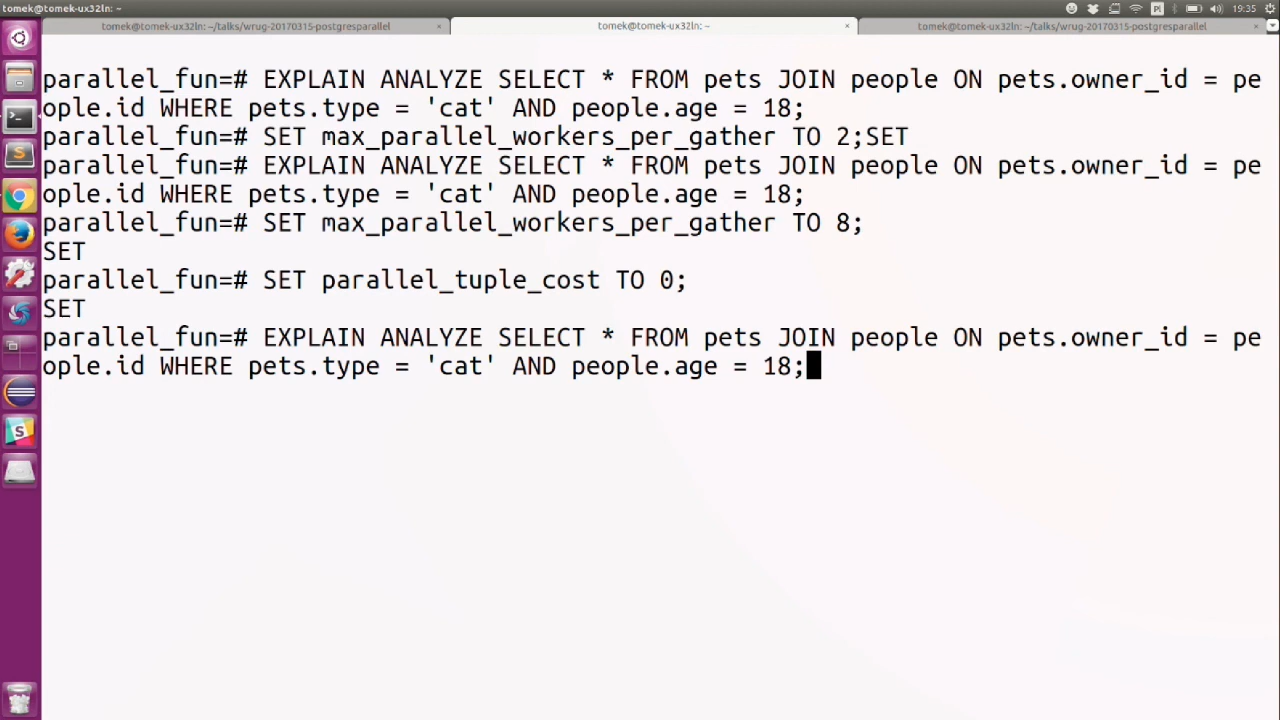 tomek@tomek-ux32ln: ~
19:35
tomek@tomek-ux32ln: ~/talks/wrug-20170315-postgresparallel
tomek@tomek-ux32ln: ~
tomek@tomek-ux32ln: ~/talks/wrug-20170315-postgresparallel
parallel_fun=# EXPLAIN ANALYZE SELECT * FROM pets JOIN people ON pets.owner_id = pe
ople.id WHERE pets.type = 'cat' AND people.age = 18;
parallel_fun=# SET max_parallel_workers_per_gather TO 2;SET
parallel_fun=# EXPLAIN ANALYZE SELECT * FROM pets JOIN people ON pets.owner_id = pe
ople.id WHERE pets.type = 'cat' AND people.age = 18;
parallel_fun=# SET max_parallel_workers_per_gather TO 8;
SET
parallel_fun=# SET parallel_tuple_cost TO 0;
SET
parallel_fun=# EXPLAIN ANALYZE SELECT * FROM pets JOIN people ON pets.owner_id = pe
ople.id WHERE pets.type = 'cat' AND people.age = 18;